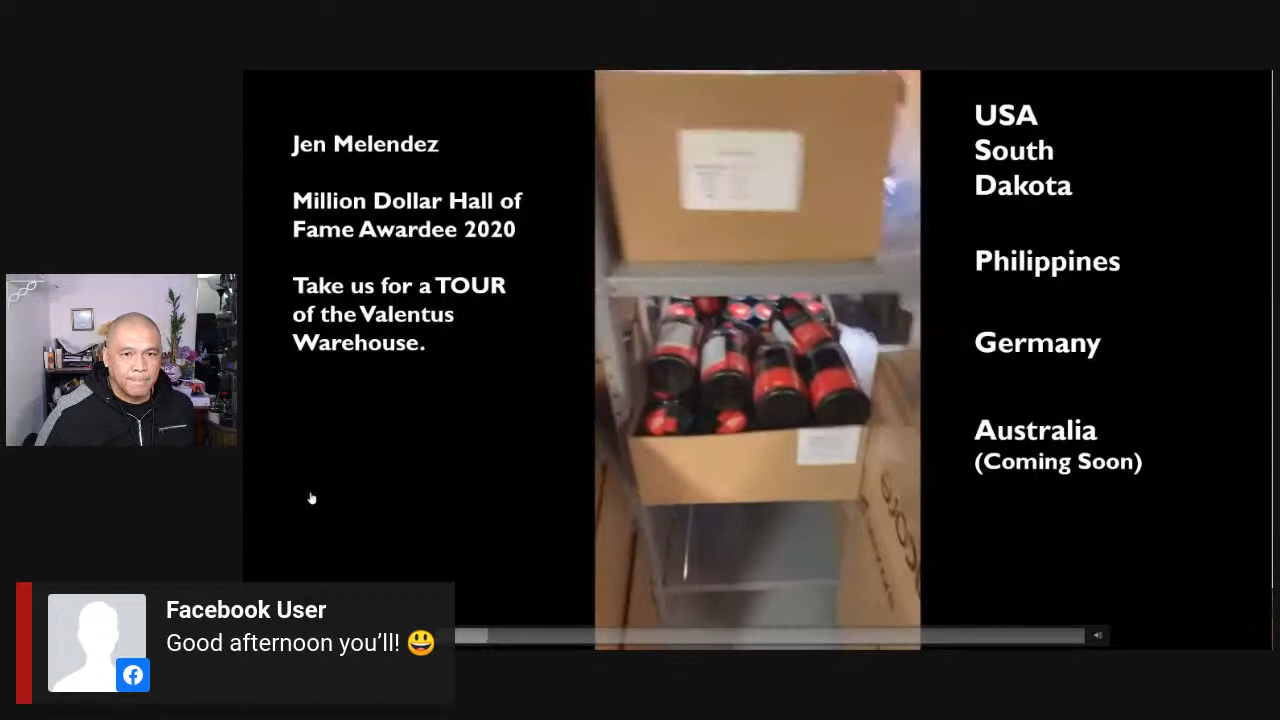 Jen Melendez
Million Dollar Hall of
Fame Awardee 2020
Take us for a TOUR
of the Valentus
Warehouse.
USA
South
Dakota
Philippines
Germany
Australia
(Coming Soon)
Facebook User
Good afternoon you’ll! 😃